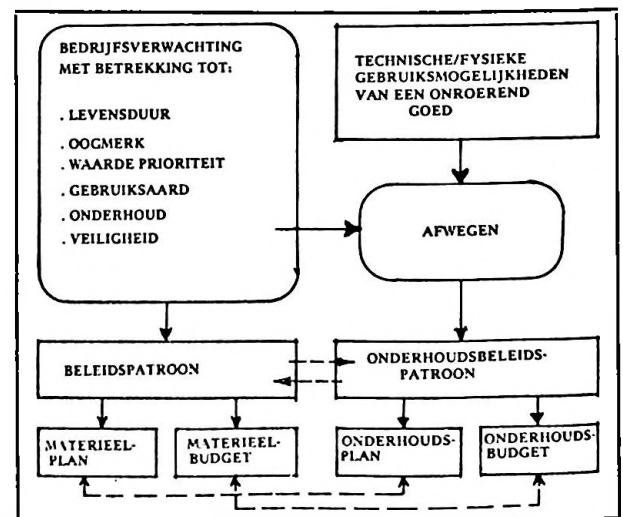 BEDRIJFSVERWACHTING
MET BETREKKING TOT:
. LEVENSDUUR
. OOGMERK
. WAARDE PRIORITEIT
. GEBRUIKSAARD
. ONDERHOUD
. VEILIGHEID
TECHNISCHE/FYSIEKE
GEBRUIKSMOGELIJKHEDEN
VAN EEN ONROEREND
GOED
AFWEGEN
BELEIDSPATROON
ONDERHOUDSBELEIDS-
PATROON
MATERIEEL-
PLAN
MATERIEEL-
BUDGET
ONDERHOUDS-
PLAN
ONDERHOUDS-
BUDGET